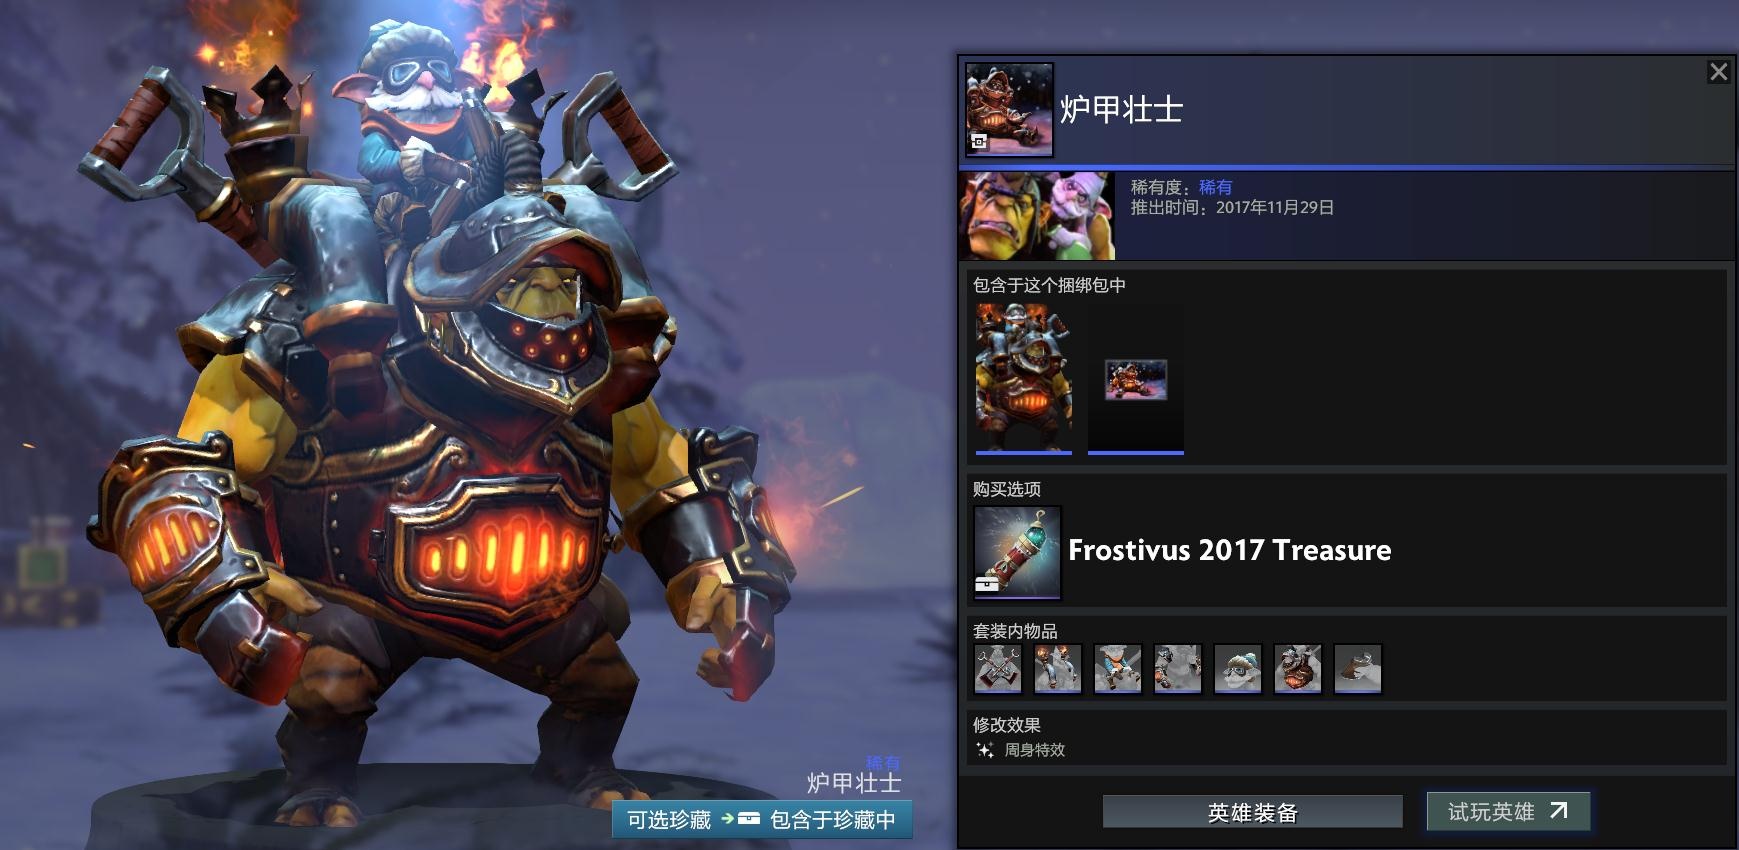 炉甲壮士
稀有度：稀有
推出时间：2017年11月29日
包含于这个捆绑包中
购买选项
Frostivus 2017 Treasure
套装内物品
修改效果
周身特效
稀有
炉甲壮士
可选珍藏 包含于珍藏中
英雄装备
试玩英雄